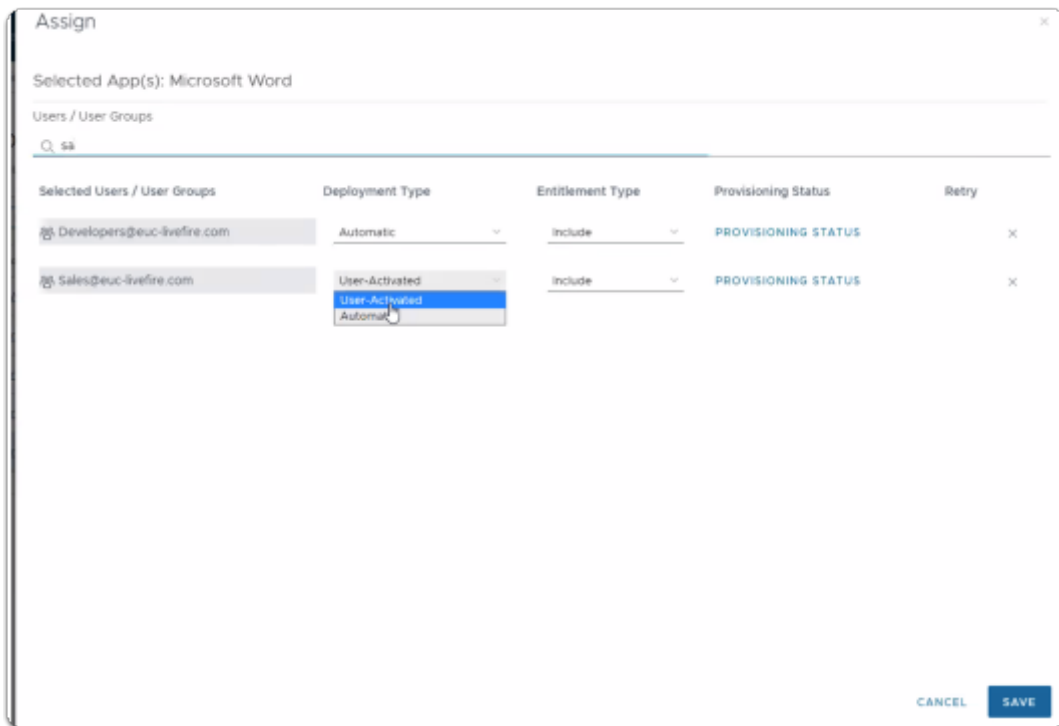 Assign
Selected App(s): Microsoft Word
Users / User Groups
sa
Selected Users / User Groups Deployment Type Entitlement Type Provisioning Status Retry
Developers@euc-livefire.com Automatic Include PROVISIONING STATUS
Sales@euc-livefire.com User-Activated Include PROVISIONING STATUS
User-Activated
Automat
CANCEL SAVE